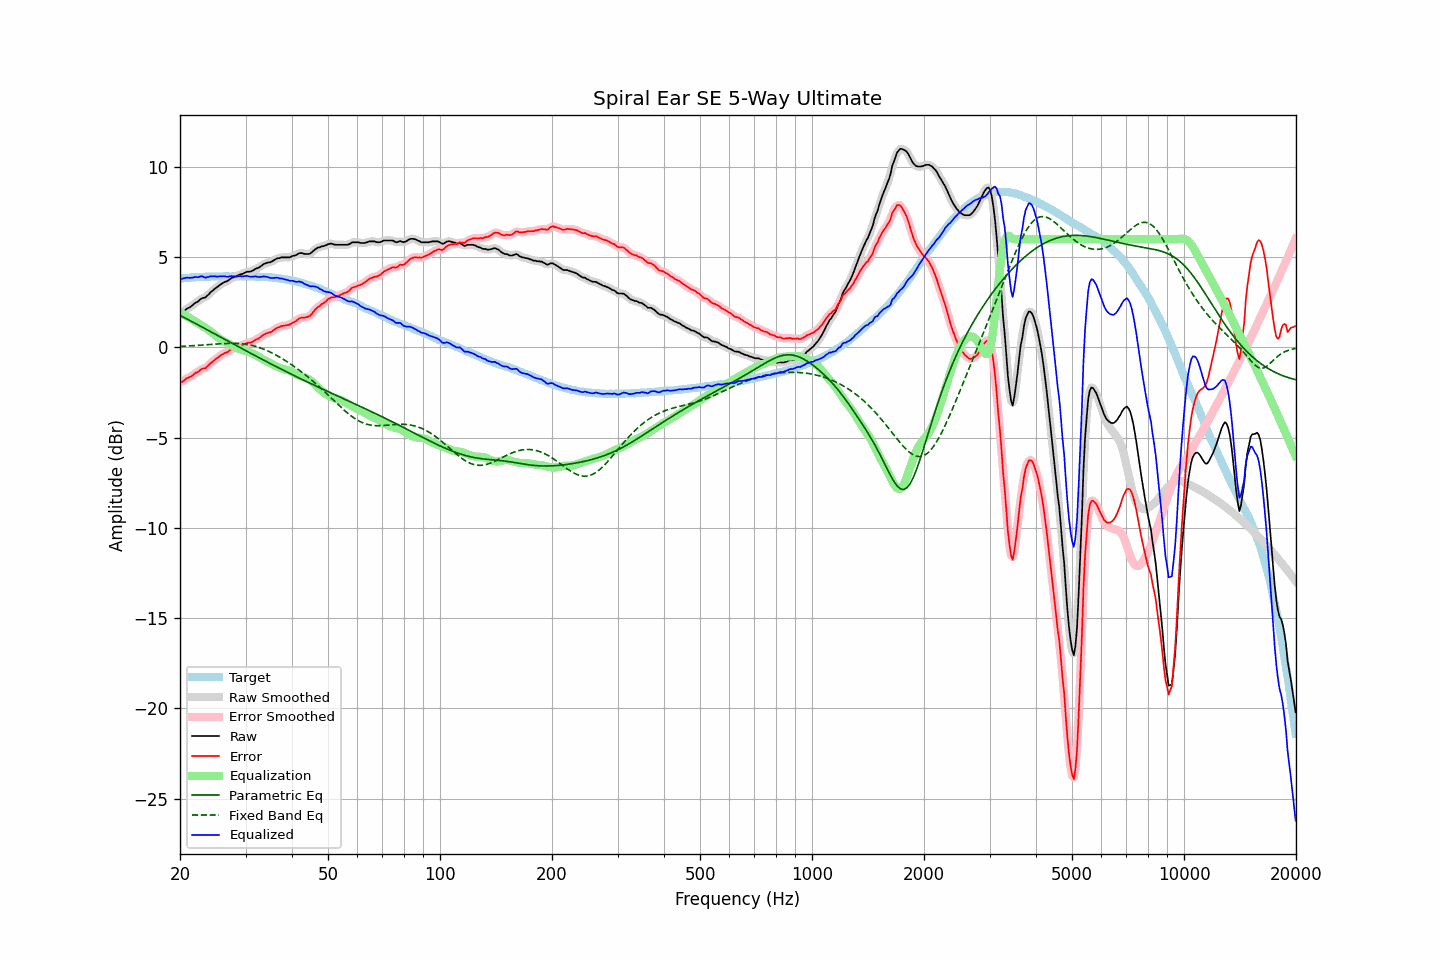 Spiral Ear SE 5-Way Ultimate
Amplitude (dBr)
10
5
0
−5
−10
−15
−20
−25
Target
Raw Smoothed
Error Smoothed
Raw
Error
Equalization
Parametric Eq
Fixed Band Eq
Equalized
20 50 100 200 500 1000 2000 5000 10000 20000
Frequency (Hz)